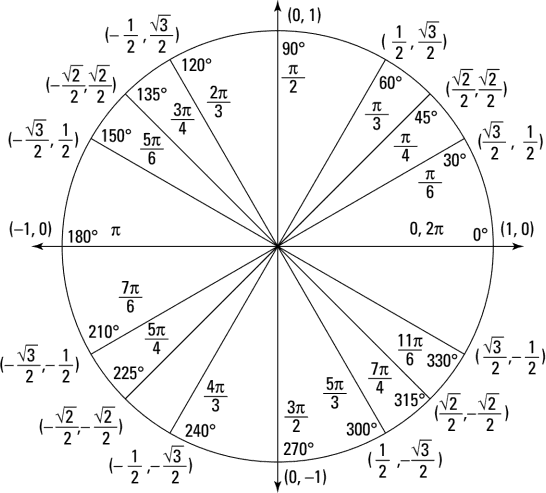 (0, 1)
(-1/2, √3/2)
(1/2, √3/2)
90°
π/2
120°
2π/3
60°
π/3
(-√2/2, √2/2)
(√2/2, √2/2)
135°
3π/4
45°
π/4
(-√3/2, 1/2)
(√3/2, 1/2)
150°
5π/6
30°
π/6
(-1, 0)
180° π
0, 2π 0°
(1, 0)
7π/6
210°
11π/6
330°
(-√3/2, -1/2)
(√3/2, -1/2)
5π/4
225°
7π/4
315°
(-√2/2, -√2/2)
(√2/2, -√2/2)
4π/3
240°
3π/2
270°
5π/3
300°
(-1/2, -√3/2)
(1/2, -√3/2)
(0, -1)